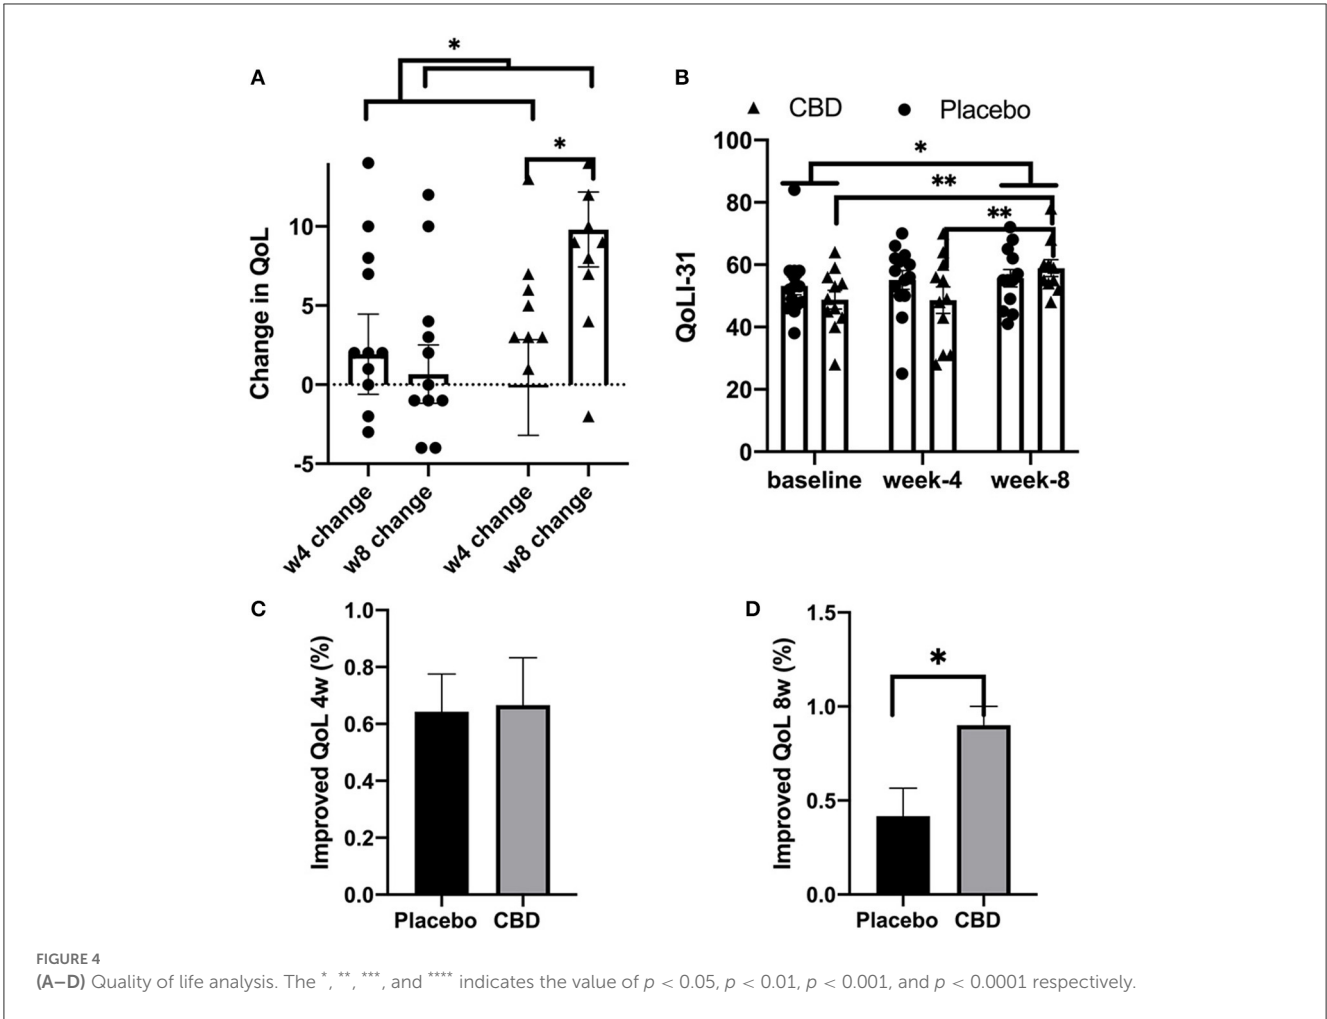 A
*
*
Change in QoL
10
5
0
-5
w4 change
w8 change
w4 change
w8 change
B
CBD
Placebo
*
**
**
QoLI-31
100
80
60
40
20
0
baseline
week-4
week-8
C
Improved QoL 4w (%)
1.0
0.8
0.6
0.4
0.2
0.0
Placebo
CBD
D
*
Improved QoL 8w (%)
1.5
1.0
0.5
0.0
Placebo
CBD
FIGURE 4
(A–D) Quality of life analysis. The *, **, ***, and **** indicates the value of p < 0.05, p < 0.01, p < 0.001, and p < 0.0001 respectively.